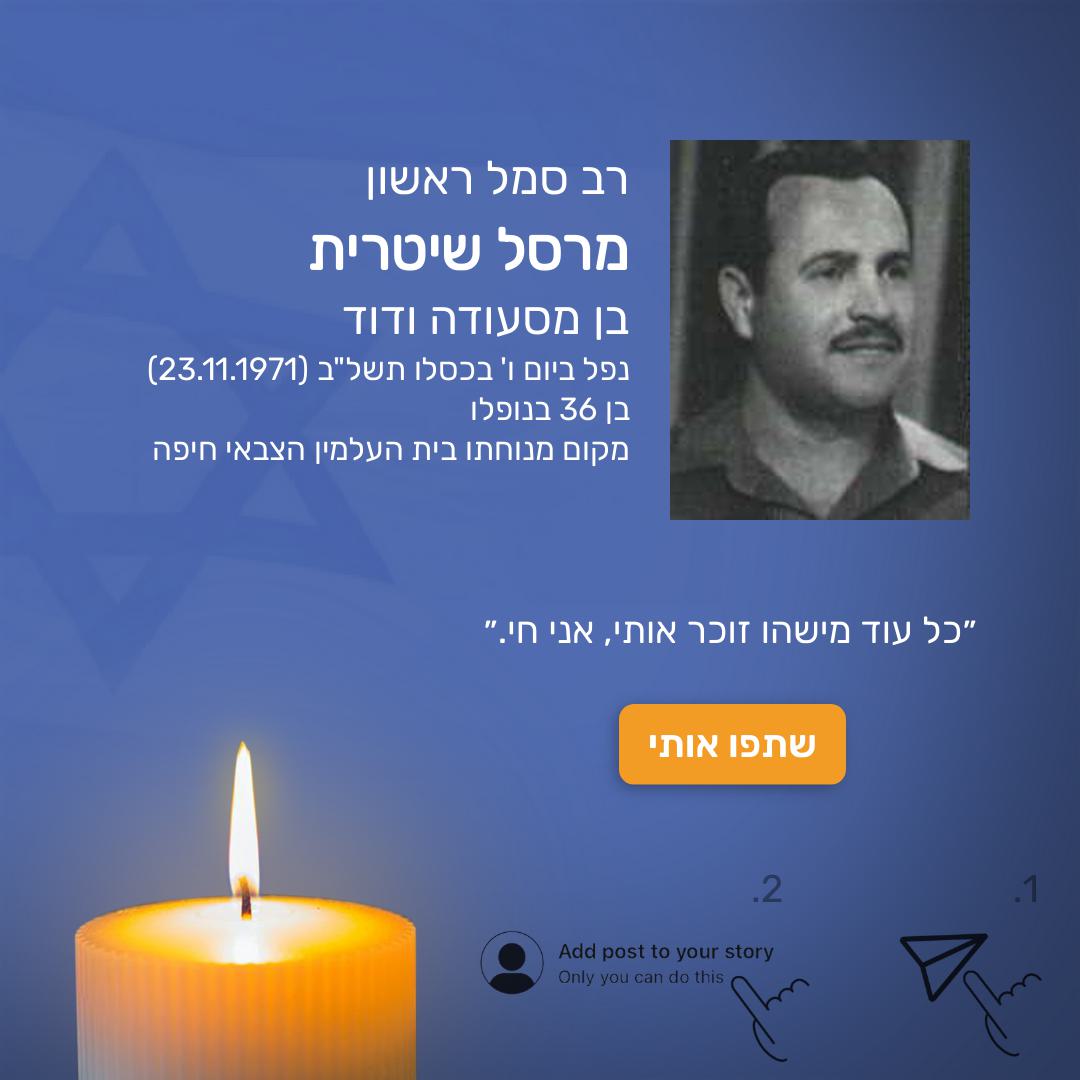 רב סמל ראשון
מרסל שיטרית
בן מסעודה ודוד
נפל ביום ו' בכסלו תשל"ב (23.11.1971)
בן 36 בנופלו
מקום מנוחתו בית העלמין הצבאי חיפה
״כל עוד מישהו זוכר אותי, אני חי.״
שתפו אותי
1.
2.
Add post to your story
Only you can do this